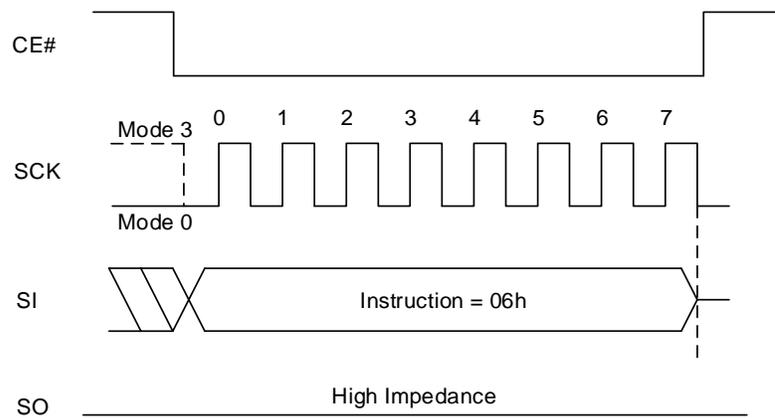 CE#
0 1 2 3 4 5 6 7
Mode 3
SCK
Mode 0
SI
Instruction = 06h
High Impedance
SO